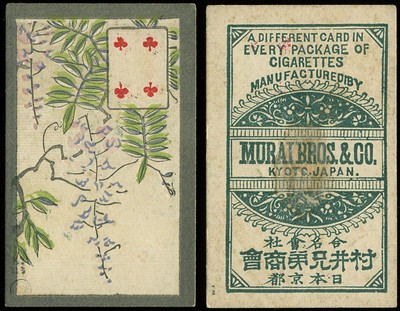 A DIFFERENT CARD IN
EVERY PACKAGE OF
CIGARETTES
MANUFACTURED BY
MURAI BROS. & CO.
KYOTO. JAPAN.
社會名合
會商弟兄井村
都京本日